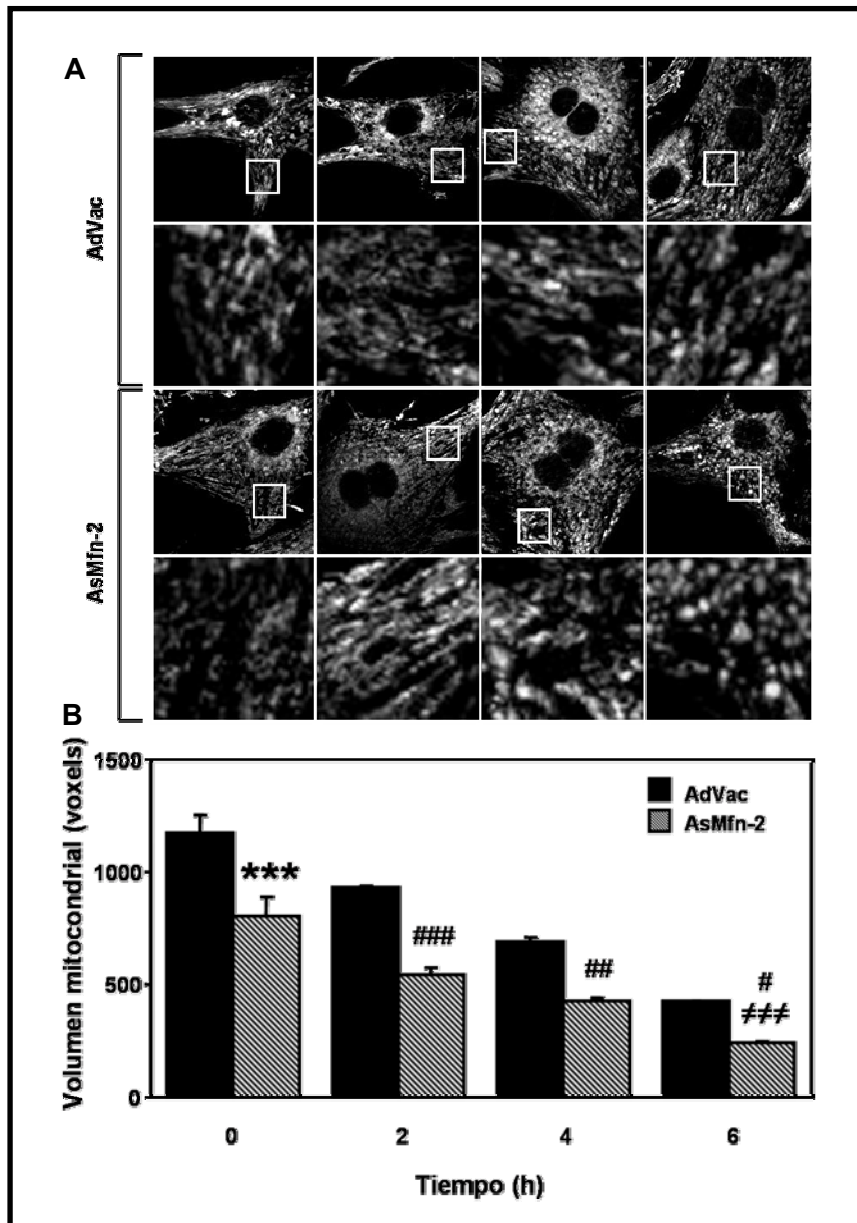 A
AdVac
AsMfn-2
B
Volumen mitocondrial (voxels)
1500
1000
500
0
AdVac
AsMfn-2
***
###
##
#
≠≠≠
0
2
4
6
Tiempo (h)